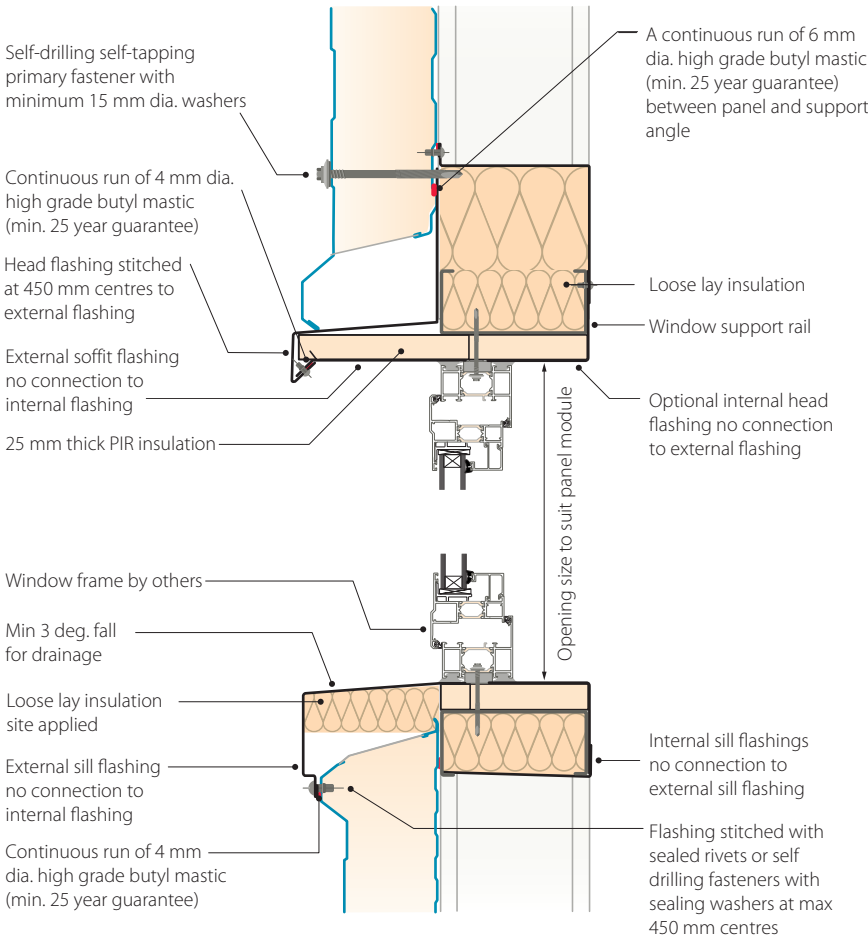 Self-drilling self-tapping
primary fastener with
minimum 15 mm dia. washers
Continuous run of 4 mm dia.
high grade butyl mastic
(min. 25 year guarantee)
Head flashing stitched
at 450 mm centres to
external flashing
External soffit flashing
no connection to
internal flashing
25 mm thick PIR insulation
A continuous run of 6 mm
dia. high grade butyl mastic
(min. 25 year guarantee)
between panel and support
angle
Loose lay insulation
Window support rail
Optional internal head
flashing no connection
to external flashing
Opening size to suit panel module
Window frame by others
Min 3 deg. fall
for drainage
Loose lay insulation
site applied
External sill flashing
no connection to
internal flashing
Continuous run of 4 mm
dia. high grade butyl mastic
(min. 25 year guarantee)
Internal sill flashings
no connection to
external sill flashing
Flashing stitched with
sealed rivets or self
drilling fasteners with
sealing washers at max
450 mm centres